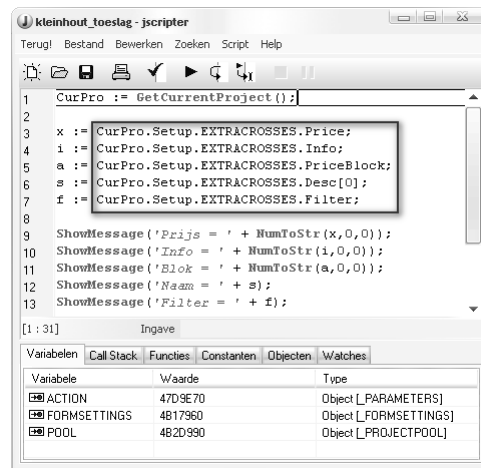 kleinhout_toeslag - jscripter
Terug! Bestand Bewerken Zoeken Script Help
1 CurPro := GetCurrentProject();
2
3 x := CurPro.Setup.EXTRACROSSES.Price;
4 i := CurPro.Setup.EXTRACROSSES.Info;
5 a := CurPro.Setup.EXTRACROSSES.PriceBlock;
6 s := CurPro.Setup.EXTRACROSSES.Desc[0];
7 f := CurPro.Setup.EXTRACROSSES.Filter;
8
9 ShowMessage('Prijs = ' + NumToStr(x,0,0));
10 ShowMessage('Info = ' + NumToStr(i,0,0));
11 ShowMessage('Blok = ' + NumToStr(a,0,0));
12 ShowMessage('Naam = ' + s);
13 ShowMessage('Filter = ' + f);
[1 : 31] Ingave
Variabelen Call Stack Functies Constanten Objecten Watches
Variabele Waarde Type
ACTION 47D9E70 Object [_PARAMETERS]
FORMSETTINGS 4B17960 Object [_FORMSETTINGS]
POOL 4B2D990 Object [_PROJECTPOOL]